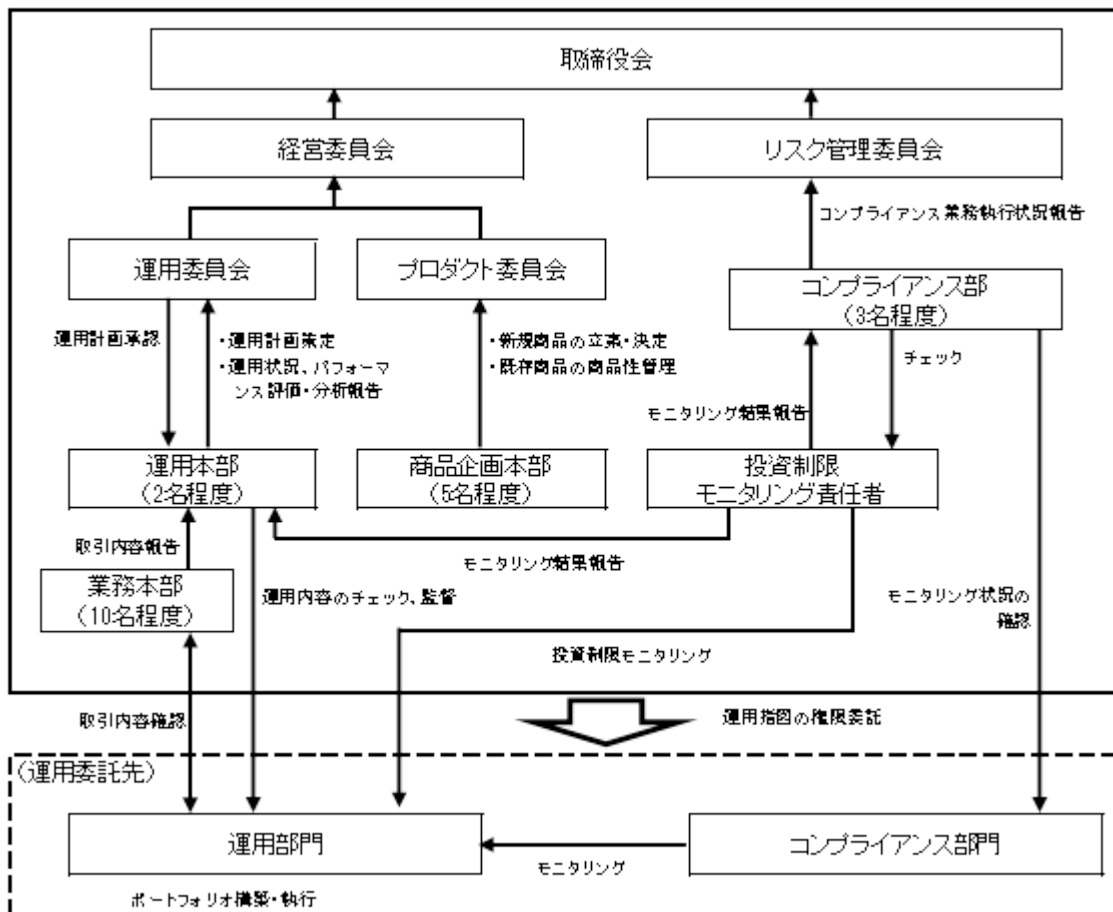 取締役会
経営委員会
リスク管理委員会
コンプライアンス業務執行状況報告
運用委員会
プロダクト委員会
コンプライアンス部
(3名程度)
運用計画承認
・運用計画策定
・運用状況、パフォーマ
ンス評価・分析報告
・新規商品の立案・決定
・既存商品の商品性管理
チェック
モニタリング結果報告
運用本部
(2名程度)
商品企画本部
(5名程度)
投資制限
モニタリング責任者
取引内容報告
モニタリング結果報告
業務本部
(10名程度)
運用内容のチェック、監督
モニタリング状況の
確認
投資制限モニタリング
取引内容確認
運用指図の権限委託
(運用委託先)
運用部門
モニタリング
コンプライアンス部門
ポートフォリオ構築・執行